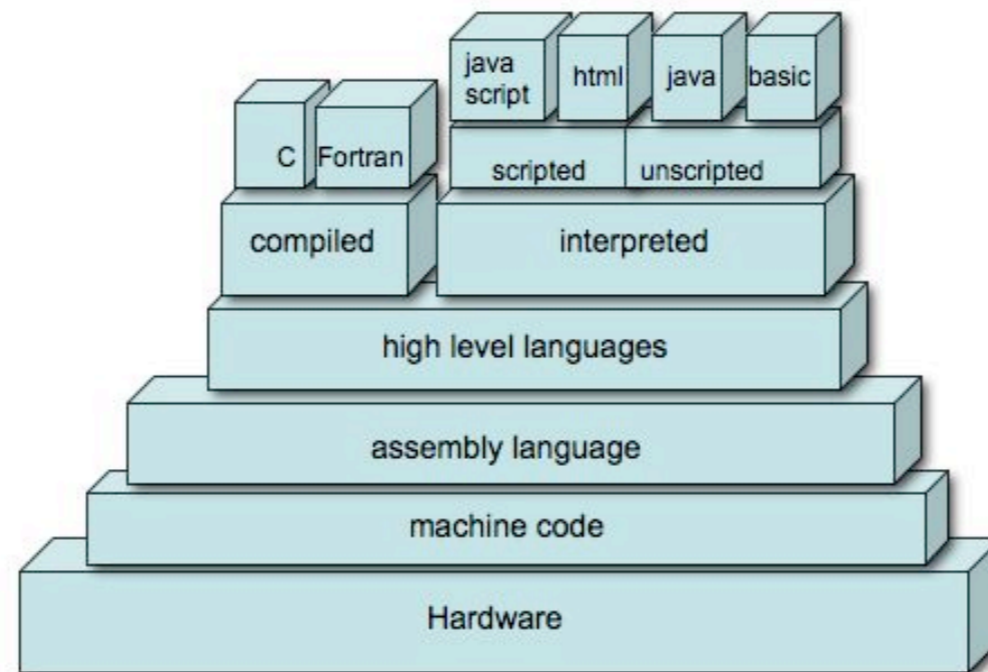 java
script
html
java
basic
C
Fortran
scripted
unscripted
compiled
interpreted
high level languages
assembly language
machine code
Hardware